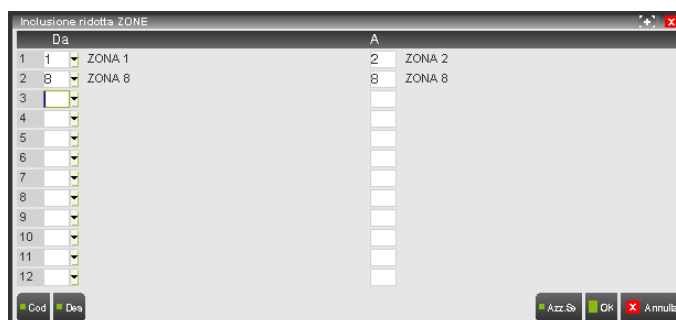 Inclusione ridotta ZONE
Da A
1 1 ZONA 1 2 ZONA 2
2 8 ZONA 8 8 ZONA 8
3
4
5
6
7
8
9
10
11
12
Cod Des Azz.Se Ok Annulla